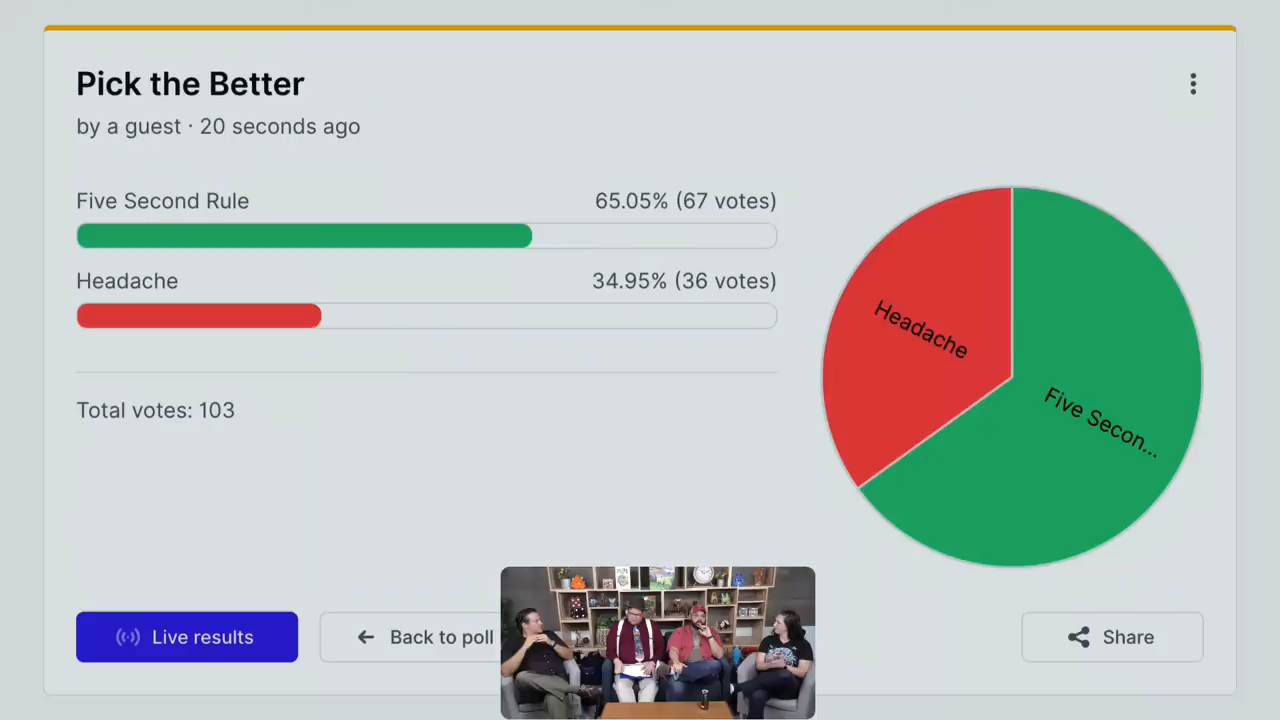 Pick the Better
by a guest · 20 seconds ago
Five Second Rule 65.05% (67 votes)
Headache 34.95% (36 votes)
Total votes: 103
Headache
Five Secon...
Live results
Back to poll
Share